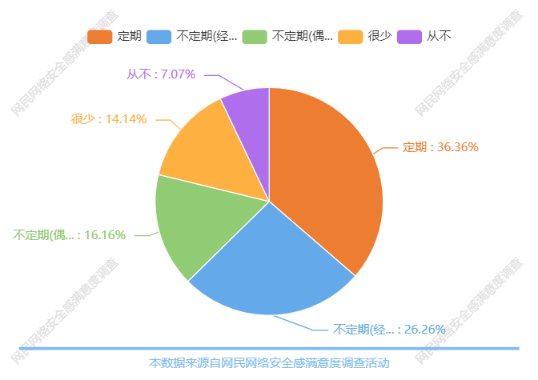 网民网络安全感满意度调查
网民网络安全感满意度调查
定期 不定期(经... 不定期(偶... 很少 从不
从不 : 7.07%
很少 : 14.14%
定期 : 36.36%
不定期(偶... : 16.16%
不定期(经... : 26.26%
网民网络安全感满意度调查
网民网络安全感满意度调查
本数据来源自网民网络安全感满意度调查活动